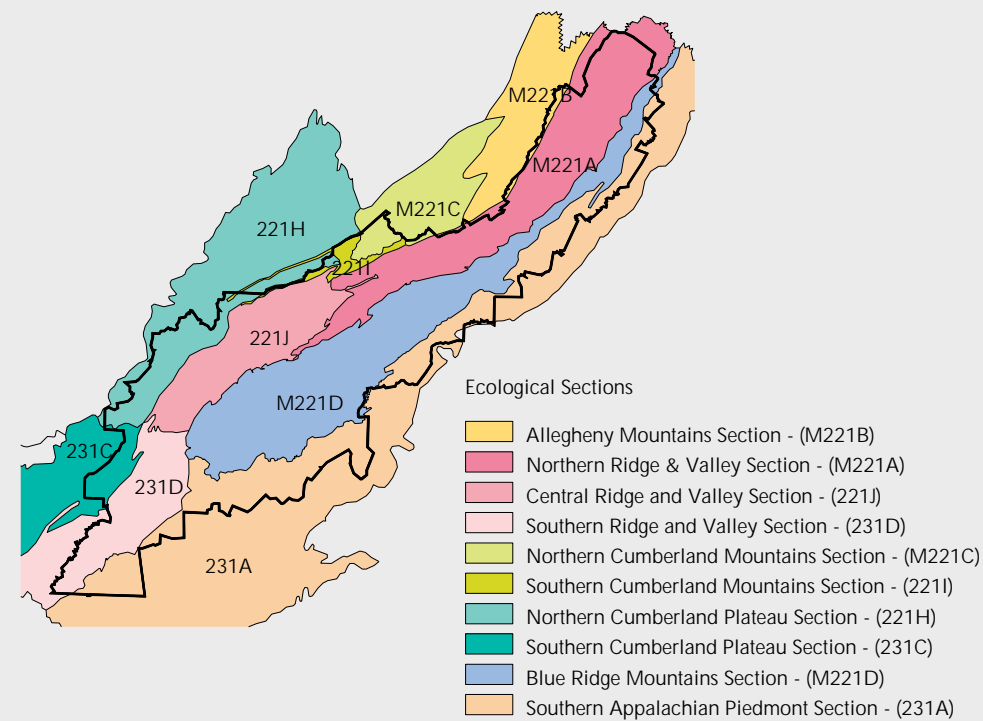 M221B
M221A
M221C
221H
221I
221J
M221D
231C
231D
231A
Ecological Sections
Allegheny Mountains Section - (M221B)
Northern Ridge & Valley Section - (M221A)
Central Ridge and Valley Section - (221J)
Southern Ridge and Valley Section - (231D)
Northern Cumberland Mountains Section - (M221C)
Southern Cumberland Mountains Section - (221I)
Northern Cumberland Plateau Section - (221H)
Southern Cumberland Plateau Section - (231C)
Blue Ridge Mountains Section - (M221D)
Southern Appalachian Piedmont Section - (231A)